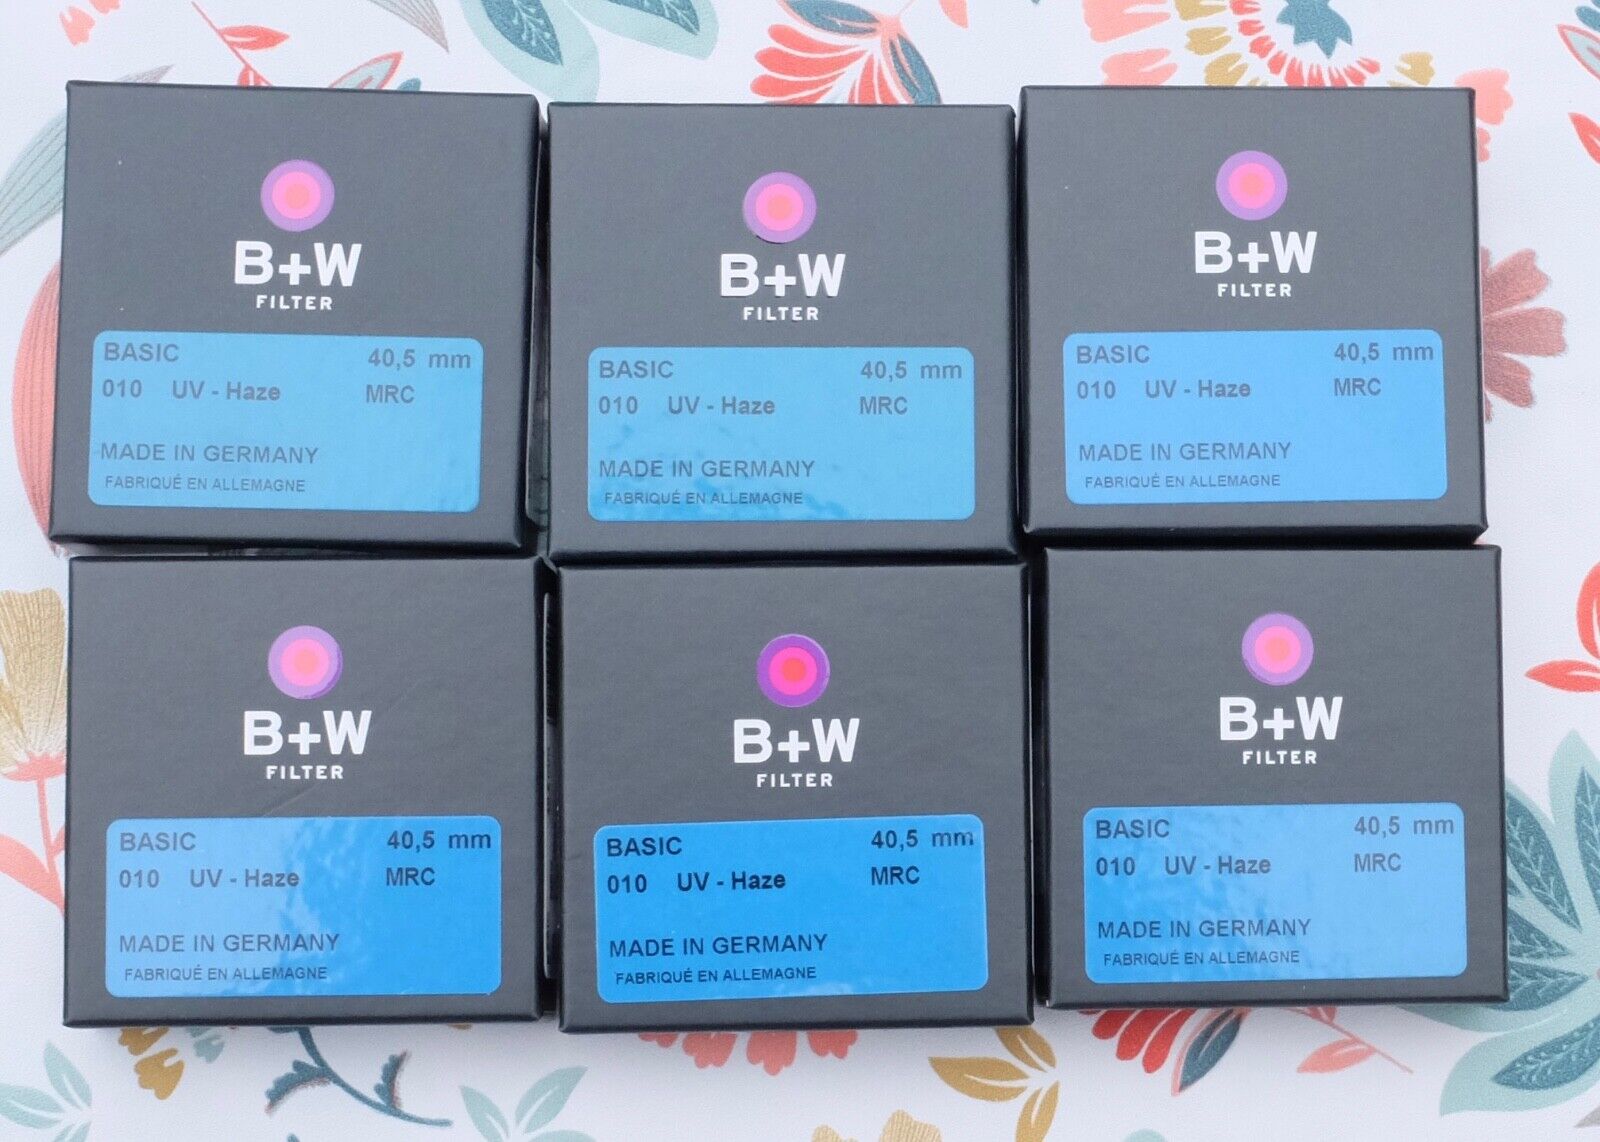 B+W
FILTER
BASIC 40,5 mm
010 UV - Haze MRC
MADE IN GERMANY
FABRIQUÉ EN ALLEMAGNE
B+W
FILTER
BASIC 40,5 mm
010 UV - Haze MRC
MADE IN GERMANY
FABRIQUÉ EN ALLEMAGNE
B+W
FILTER
BASIC 40,5 mm
010 UV - Haze MRC
MADE IN GERMANY
FABRIQUÉ EN ALLEMAGNE
B+W
FILTER
BASIC 40,5 mm
010 UV - Haze MRC
MADE IN GERMANY
FABRIQUÉ EN ALLEMAGNE
B+W
FILTER
BASIC 40,5 mm
010 UV - Haze MRC
MADE IN GERMANY
FABRIQUÉ EN ALLEMAGNE
B+W
FILTER
BASIC 40,5 mm
010 UV - Haze MRC
MADE IN GERMANY
FABRIQUÉ EN ALLEMAGNE